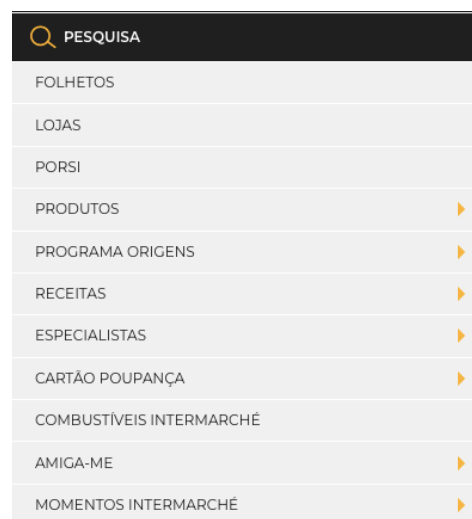 PESQUISA
FOLHETOS
LOJAS
PORSI
PRODUTOS
PROGRAMA ORIGENS
RECEITAS
ESPECIALISTAS
CARTÃO POUPANÇA
COMBUSTÍVEIS INTERMARCHÉ
AMIGA-ME
MOMENTOS INTERMARCHÉ